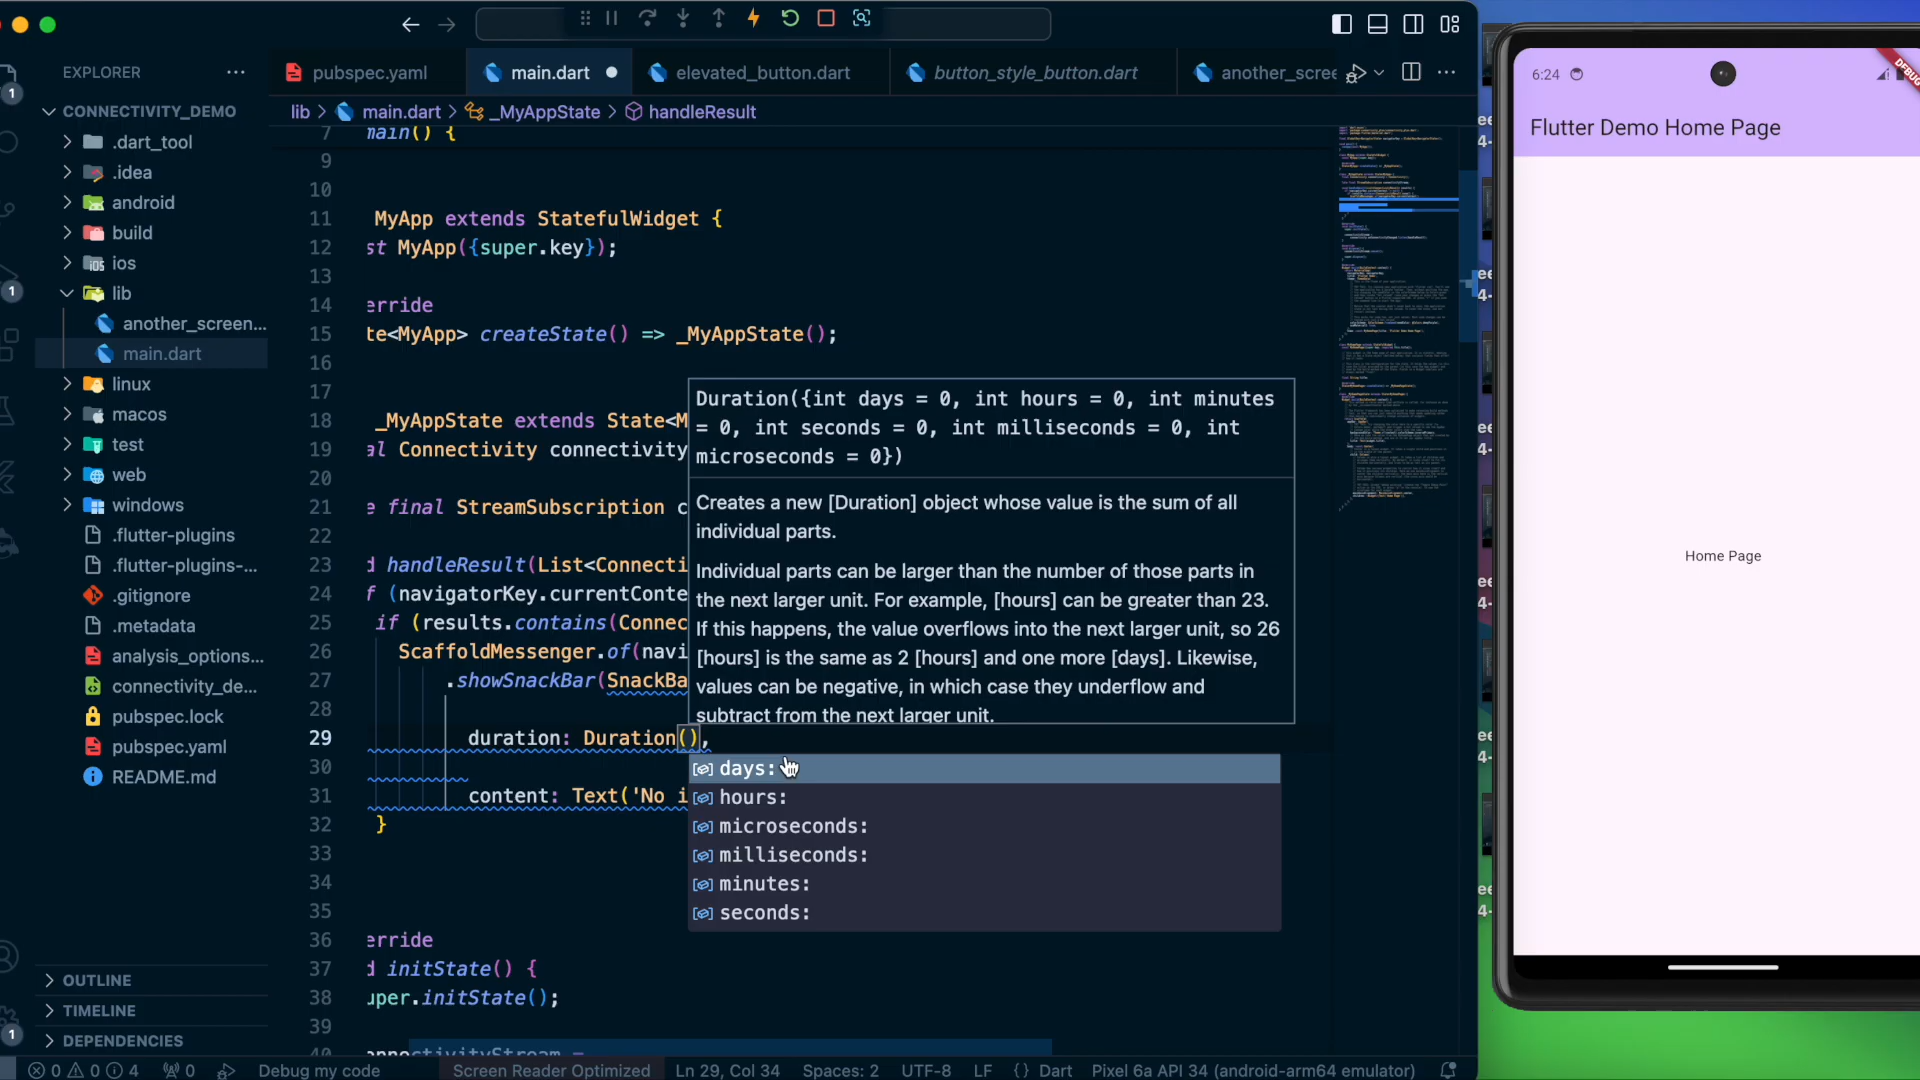 EXPLORER
pubspec.yaml
main.dart
elevated_button.dart
button_style_button.dart
another_scree
CONNECTIVITY_DEMO
lib > main.dart > _MyAppState > handleResult
.dart_tool
.idea
android
build
ios
lib
another_screen...
main.dart
linux
macos
test
web
windows
.flutter-plugins
.flutter-plugins-...
.gitignore
.metadata
analysis_options...
connectivity_de...
pubspec.lock
pubspec.yaml
README.md
OUTLINE
TIMELINE
DEPENDENCIES
1
1
1
7 main() {
9
10
11 MyApp extends StatefulWidget {
12 st MyApp({super.key});
13
14 erride
15 te<MyApp> createState() => _MyAppState();
16
17
18 _MyAppState extends State<M
19 al Connectivity connectivity
20
21 e final StreamSubscription c
22
23 d handleResult(List<Connecti
24 f (navigatorKey.currentConte
25 if (results.contains(Connec
26 ScaffoldMessenger.of(navi
27 .showSnackBar(SnackBa
28
29 duration: Duration(),
30
31 content: Text('No i
32 }
33
34
35
36 erride
37 d initState() {
38 uper.initState();
39
40 connectivityStream =
Duration({int days = 0, int hours = 0, int minutes
= 0, int seconds = 0, int milliseconds = 0, int
microseconds = 0})
Creates a new [Duration] object whose value is the sum of all
individual parts.
Individual parts can be larger than the number of those parts in
the next larger unit. For example, [hours] can be greater than 23.
If this happens, the value overflows into the next larger unit, so 26
[hours] is the same as 2 [hours] and one more [days]. Likewise,
values can be negative, in which case they underflow and
subtract from the next larger unit.
days:
hours:
microseconds:
milliseconds:
minutes:
seconds:
0 0 4 0 Debug my code Screen Reader Optimized Ln 29, Col 34 Spaces: 2 UTF-8 LF {} Dart Pixel 6a API 34 (android-arm64 emulator)
6:24
DEBUG
Flutter Demo Home Page
Home Page